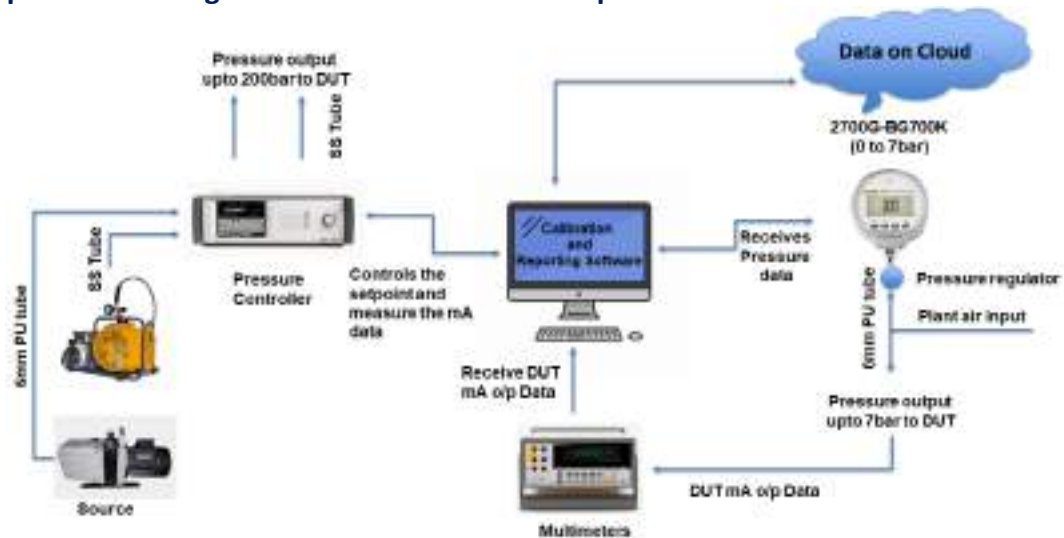 Pressure output
upto 200bar to DUT
SS Tube
Data on Cloud
2700G-BG700K
(0 to 7bar)
Calibration
and
Reporting Software
Receives
Pressure
data
Pressure regulator
6mm PU tube
Plant air input
SS Tube
Pressure
Controller
Controls the
setpoint and
measure the mA
data
6mm PU tube
Receive DUT
mA o/p Data
Pressure output
upto 7bar to DUT
DUT mA o/p Data
Source
Multimeters